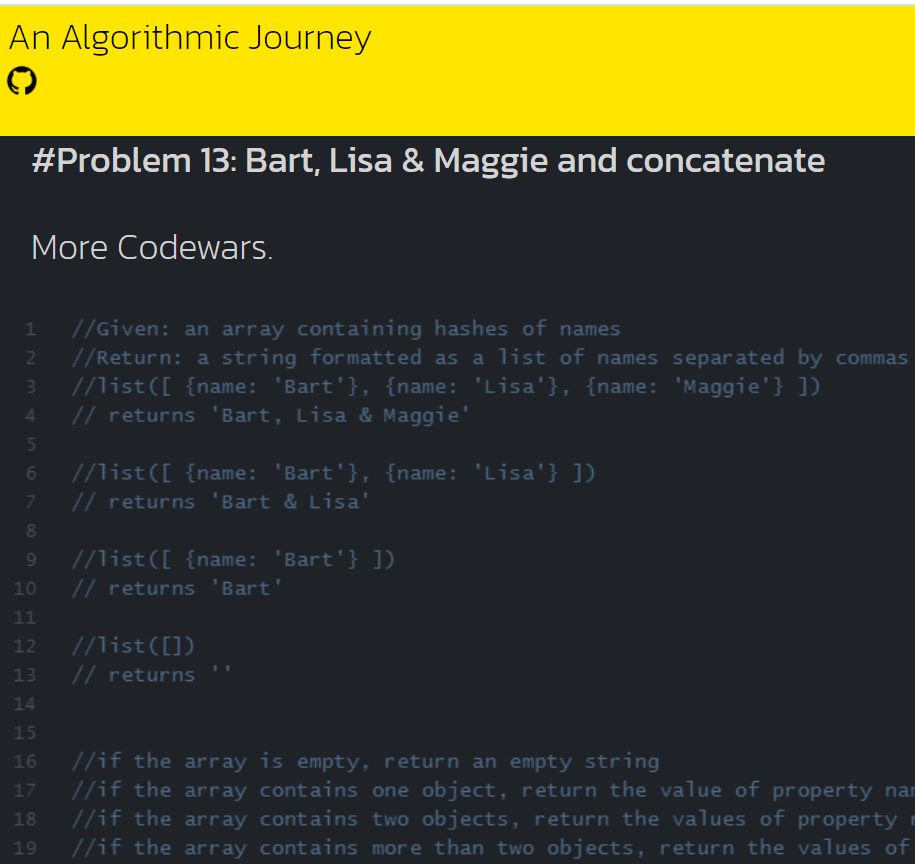 An Algorithmic Journey
#Problem 13: Bart, Lisa & Maggie and concatenate
More Codewars.
1 //Given: an array containing hashes of names
2 //Return: a string formatted as a list of names separated by commas
3 //list([ {name: 'Bart'}, {name: 'Lisa'}, {name: 'Maggie'} ])
4 // returns 'Bart, Lisa & Maggie'
5
6 //list([ {name: 'Bart'}, {name: 'Lisa'} ])
7 // returns 'Bart & Lisa'
8
9 //list([ {name: 'Bart'} ])
10 // returns 'Bart'
11
12 //list([])
13 // returns ''
14
15
16 //if the array is empty, return an empty string
17 //if the array contains one object, return the value of property
18 //if the array contains two objects, return the values of property
19 //if the array contains more than two objects, return the values of